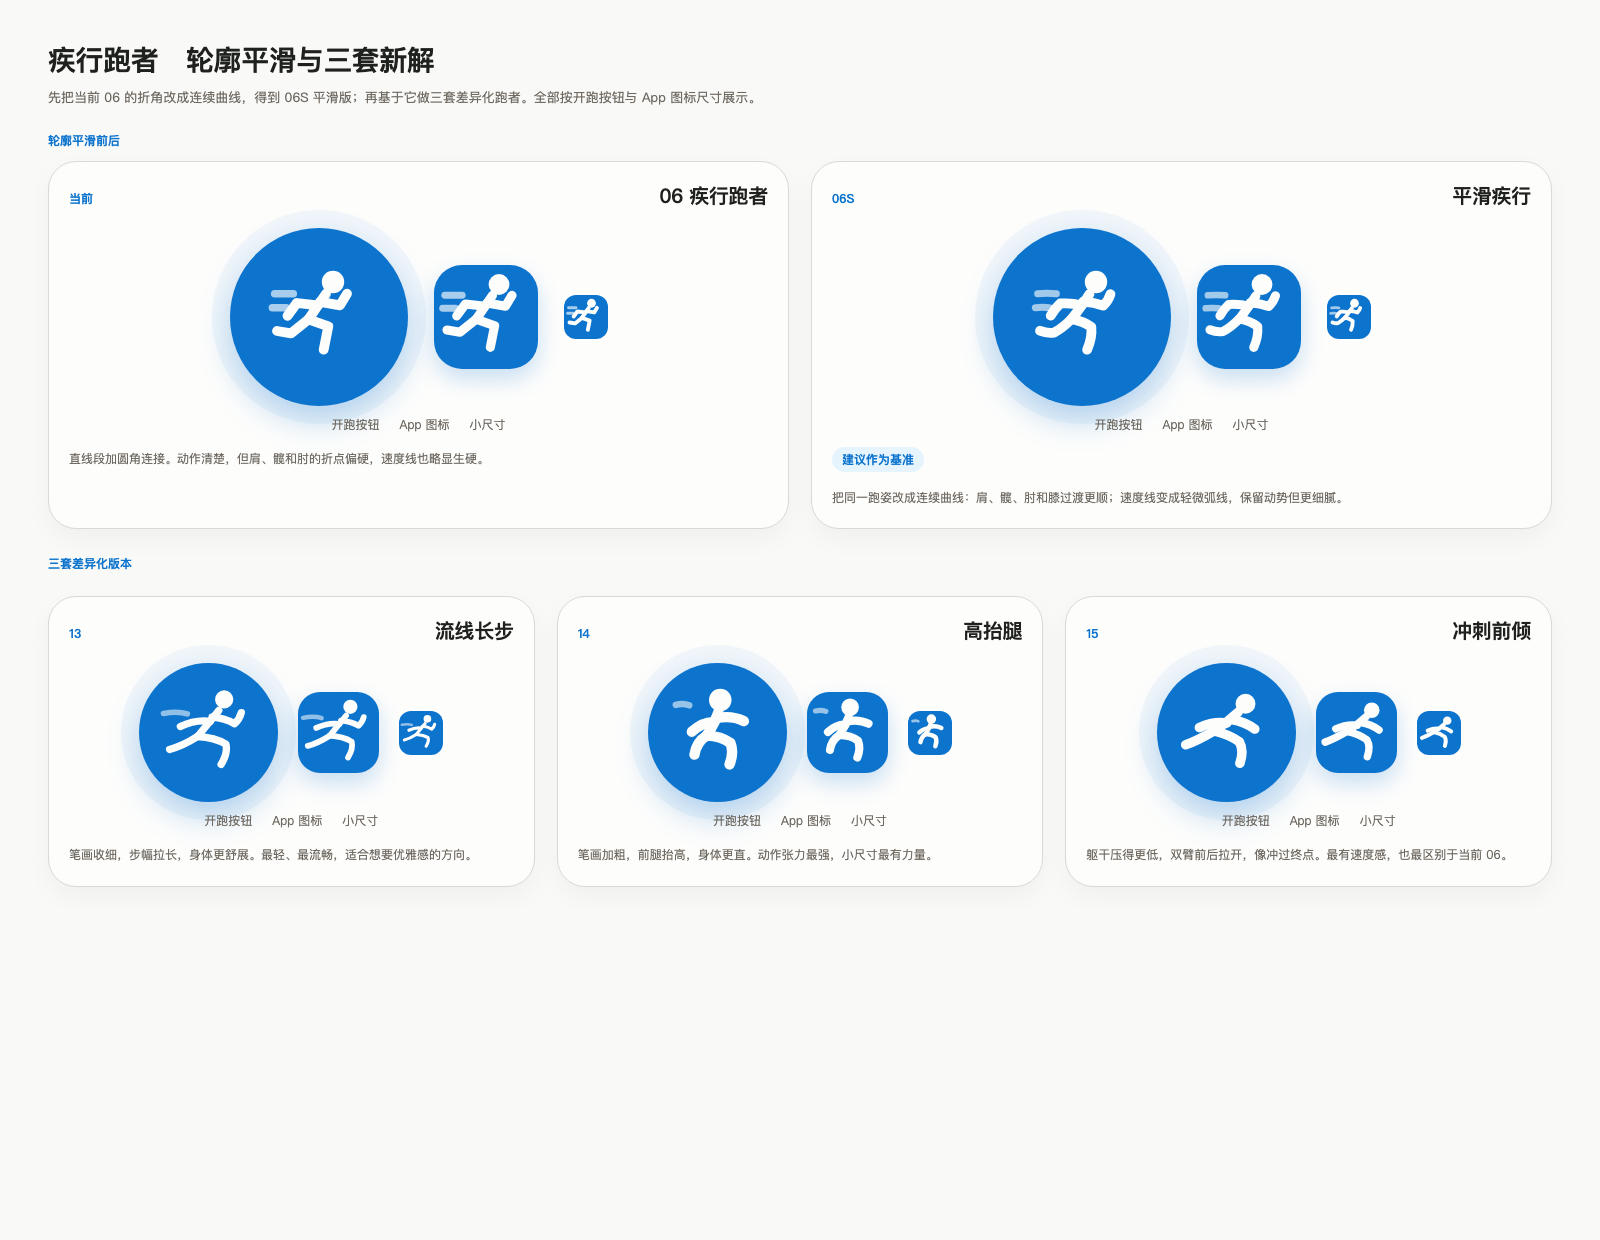 疾行跑者　轮廓平滑与三套新解
先把当前 06 的折角改成连续曲线，得到 06S 平滑版；再基于它做三套差异化跑者。全部按开跑按钮与 App 图标尺寸展示。
轮廓平滑前后
当前
06 疾行跑者
开跑按钮 App 图标 小尺寸
直线段加圆角连接。动作清楚，但肩、髋和肘的折点偏硬，速度线也略显生硬。
06S
平滑疾行
开跑按钮 App 图标 小尺寸
建议作为基准
把同一跑姿改成连续曲线：肩、髋、肘和膝过渡更顺；速度线变成轻微弧线，保留动势但更细腻。
三套差异化版本
13
流线长步
开跑按钮 App 图标 小尺寸
笔画收细，步幅拉长，身体更舒展。最轻、最流畅，适合想要优雅感的方向。
14
高抬腿
开跑按钮 App 图标 小尺寸
笔画加粗，前腿抬高，身体更直。动作张力最强，小尺寸最有力量。
15
冲刺前倾
开跑按钮 App 图标 小尺寸
躯干压得更低，双臂前后拉开，像冲过终点。最有速度感，也最区别于当前 06。